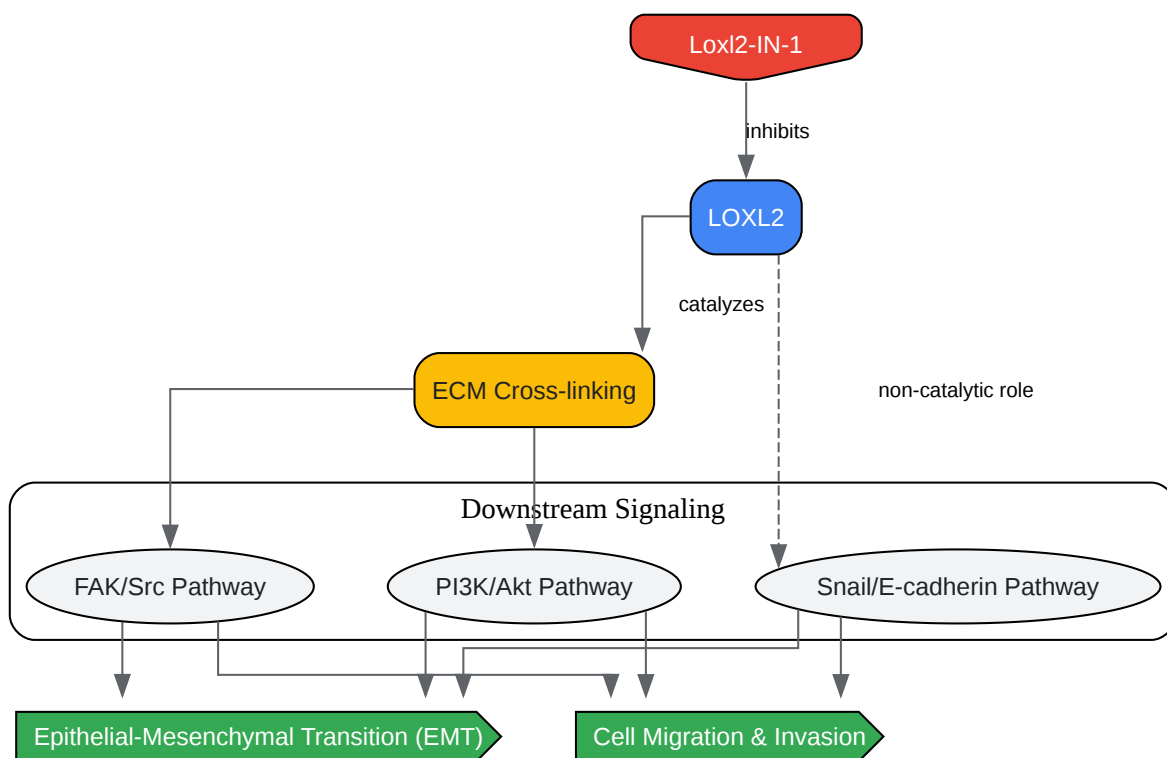 Loxl2-IN-1
inhibits
LOXL2
catalyzes
ECM Cross-linking
non-catalytic role
Downstream Signaling
FAK/Src Pathway
PI3K/Akt Pathway
Snail/E-cadherin Pathway
Epithelial-Mesenchymal Transition (EMT)
Cell Migration & Invasion